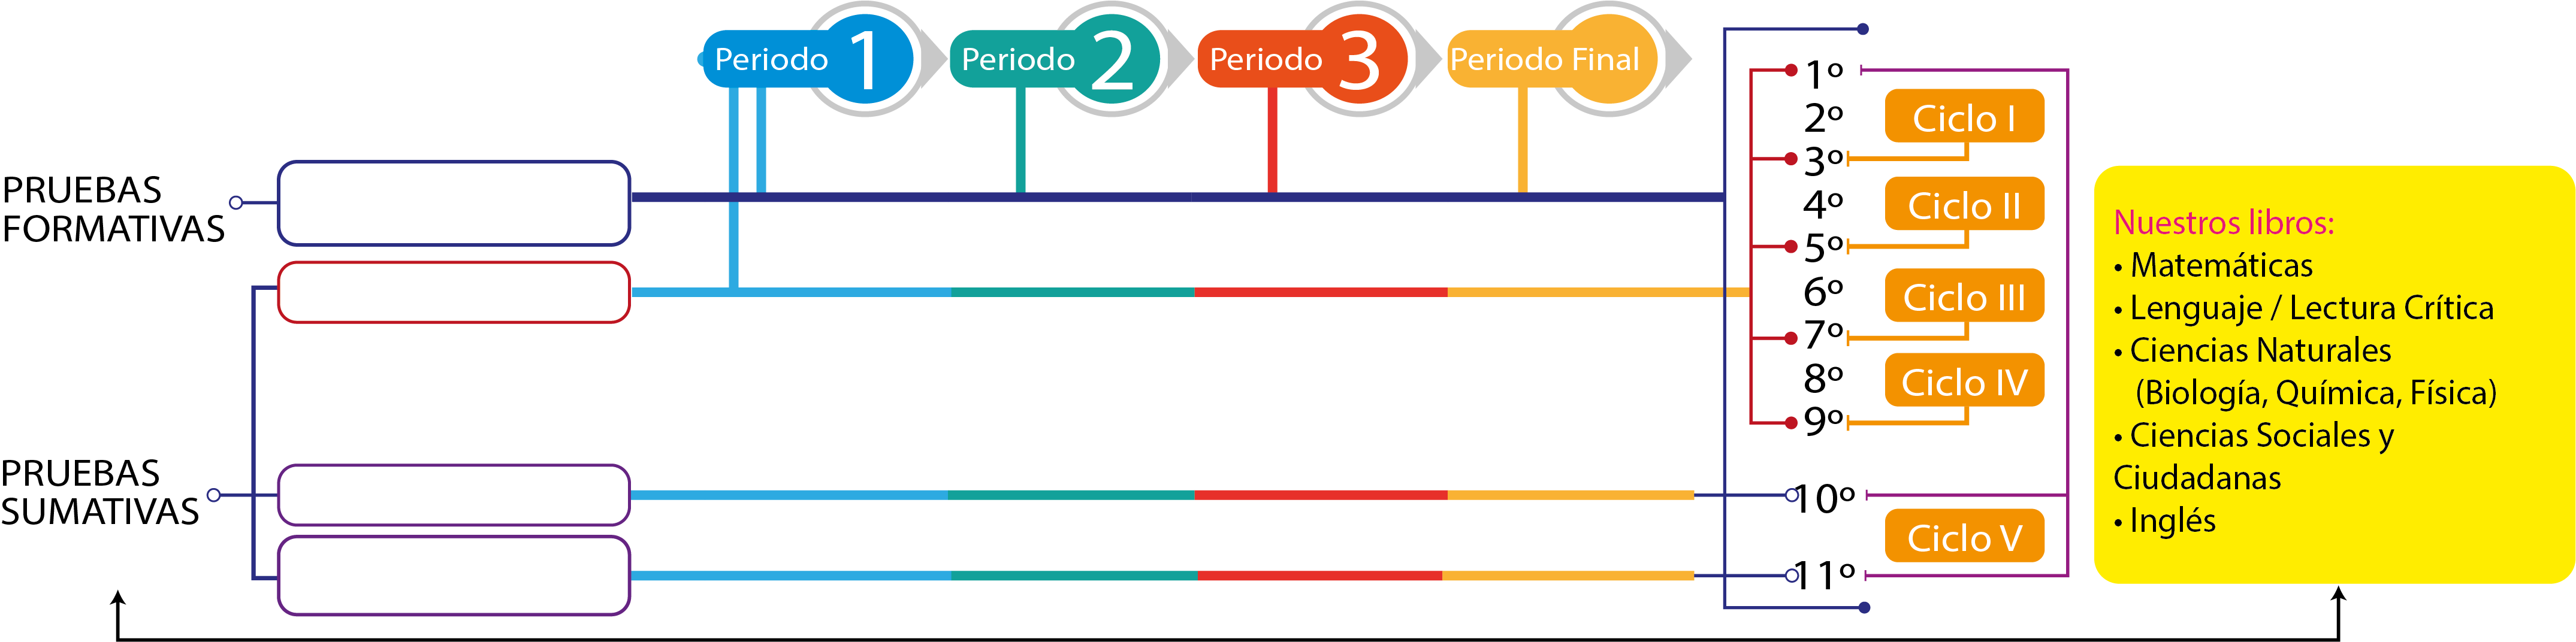 Periodo 1
Periodo 2
Periodo 3
Periodo Final
PRUEBAS
FORMATIVAS
PRUEBAS
SUMATIVAS
1º
2º
3º
4º
5º
6º
7º
8º
9º
10º
11º
Ciclo I
Ciclo II
Ciclo III
Ciclo IV
Ciclo V
Nuestros libros:
• Matemáticas
• Lenguaje / Lectura Crítica
• Ciencias Naturales
(Biología, Química, Física)
• Ciencias Sociales y
Ciudadanas
• Inglés